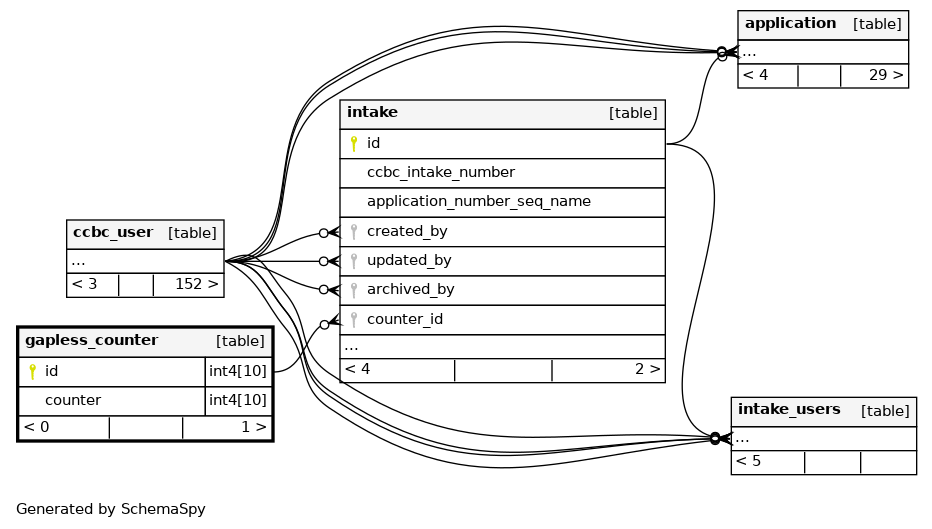 application [table]
...
< 4 29 >
intake [table]
id
ccbc_intake_number
application_number_seq_name
created_by
updated_by
archived_by
counter_id
...
< 4 2 >
ccbc_user [table]
...
< 3 152 >
gapless_counter [table]
id int4[10]
counter int4[10]
< 0 1 >
intake_users [table]
...
< 5
Generated by SchemaSpy